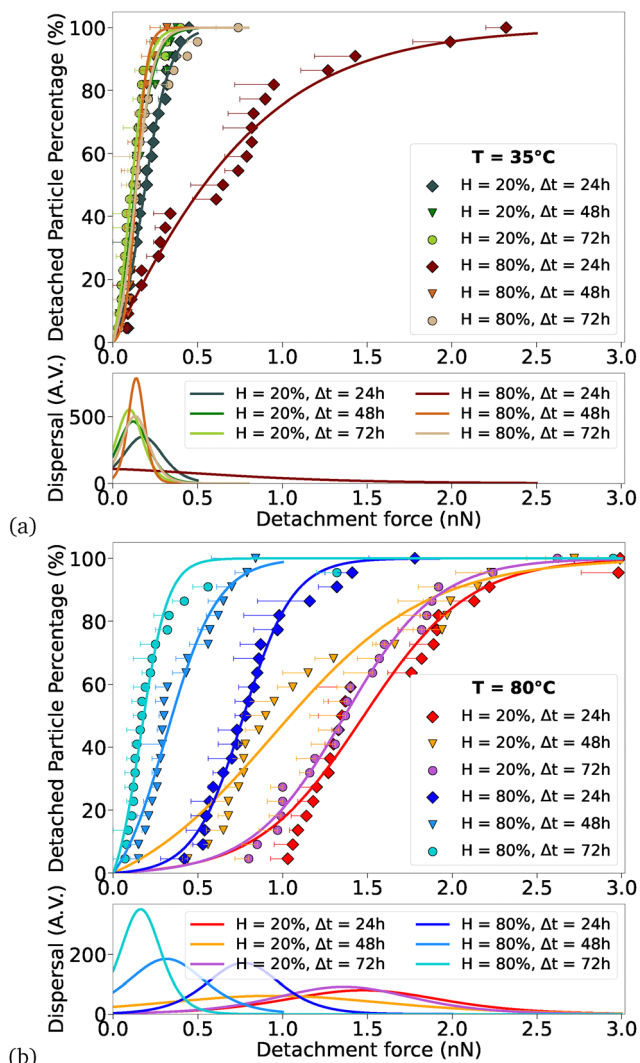 Detached Particle Percentage (%)
100
80
60
40
20
0
T = 35°C
H = 20%, Δt = 24h
H = 20%, Δt = 48h
H = 20%, Δt = 72h
H = 80%, Δt = 24h
H = 80%, Δt = 48h
H = 80%, Δt = 72h
0.0 0.5 1.0 1.5 2.0 2.5 3.0
Dispersal (A.V.)
500
0
H = 20%, Δt = 24h H = 80%, Δt = 24h
H = 20%, Δt = 48h H = 80%, Δt = 48h
H = 20%, Δt = 72h H = 80%, Δt = 72h
0.0 0.5 1.0 1.5 2.0 2.5 3.0
Detachment force (nN)
(a)
Detached Particle Percentage (%)
100
80
60
40
20
0
T = 80°C
H = 20%, Δt = 24h
H = 20%, Δt = 48h
H = 20%, Δt = 72h
H = 80%, Δt = 24h
H = 80%, Δt = 48h
H = 80%, Δt = 72h
0.0 0.5 1.0 1.5 2.0 2.5 3.0
Dispersal (A.V.)
200
0
H = 20%, Δt = 24h H = 80%, Δt = 24h
H = 20%, Δt = 48h H = 80%, Δt = 48h
H = 20%, Δt = 72h H = 80%, Δt = 72h
0.0 0.5 1.0 1.5 2.0 2.5 3.0
Detachment force (nN)
(b)